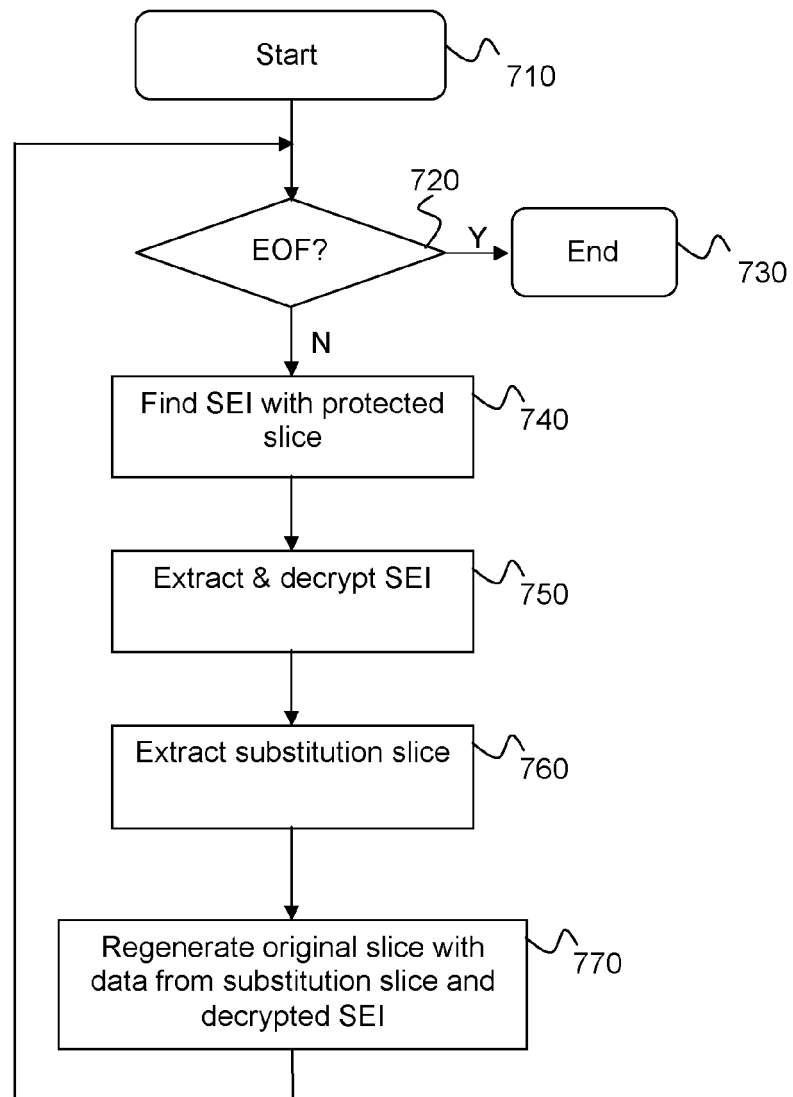 Start
710
720
EOF?
Y
End
730
N
Find SEI with protected
slice
740
Extract & decrypt SEI
750
Extract substitution slice
760
Regenerate original slice with
data from substitution slice and
decrypted SEI
770